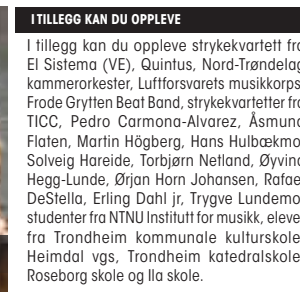 I TILLEGG KAN DU OPPLEVE
I tillegg kan du oppleve strykekvartett fra
El Sistema (VE), Quintus, Nord-Trøndelag
kammerorkester, Luftforsvarets musikkorps,
Frode Grytten Beat Band, strykekvartetter fra
TICC, Pedro Carmona-Alvarez, Åsmund
Flaten, Martin Högberg, Hans Hulbækmo,
Solveig Hareide, Torbjørn Netland, Øyvind
Hegg-Lunde, Ørjan Horn Johansen, Rafael
DeStella, Erling Dahl jr, Trygve Lundemo,
studenter fra NTNU Institutt for musikk, elever
fra Trondheim kommunale kulturskole,
Heimdal vgs, Trondheim katedralskole,
Roseborg skole og Ila skole.